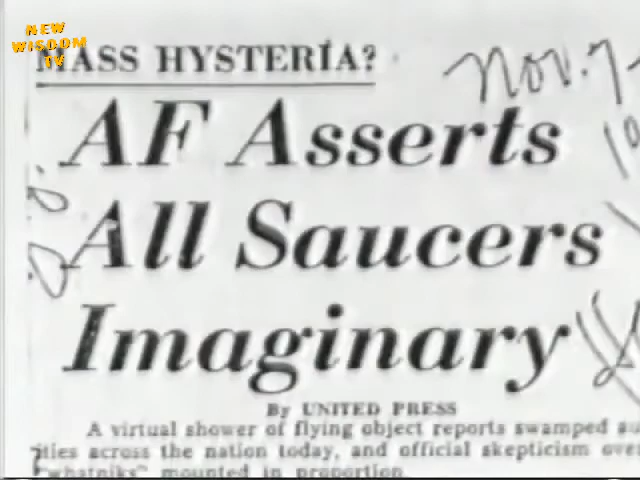 NEW
WISDOM
TV
MASS HYSTERIA?
Nov. 7
AF Asserts
All Saucers
Imaginary
By UNITED PRESS
A virtual shower of flying object reports swamped
ities across the nation today, and official skepticism over
"whatniks" mounted in proportion.